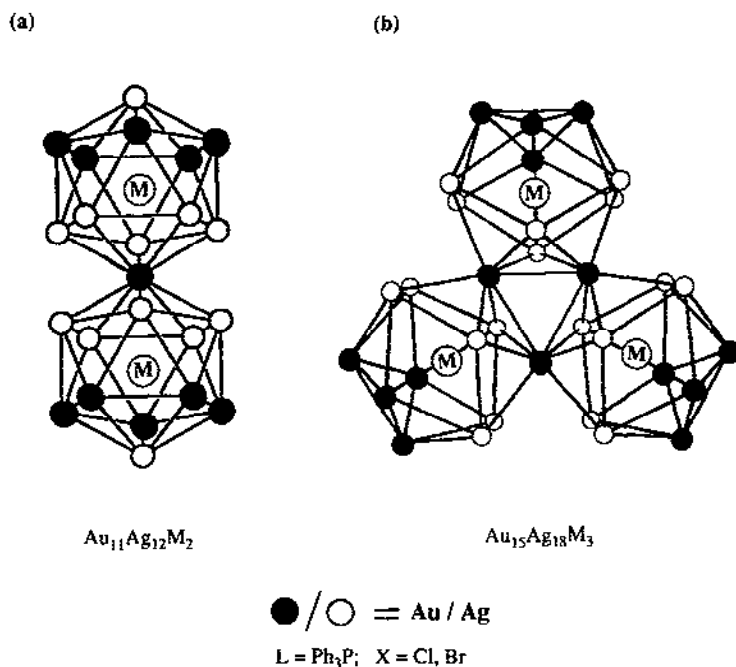 (a)
(b)
M
M
M
M
M
Au₁₁Ag₁₂M₂
Au₁₅Ag₁₈M₃
●/○ = Au / Ag
L = Ph₃P; X = Cl, Br